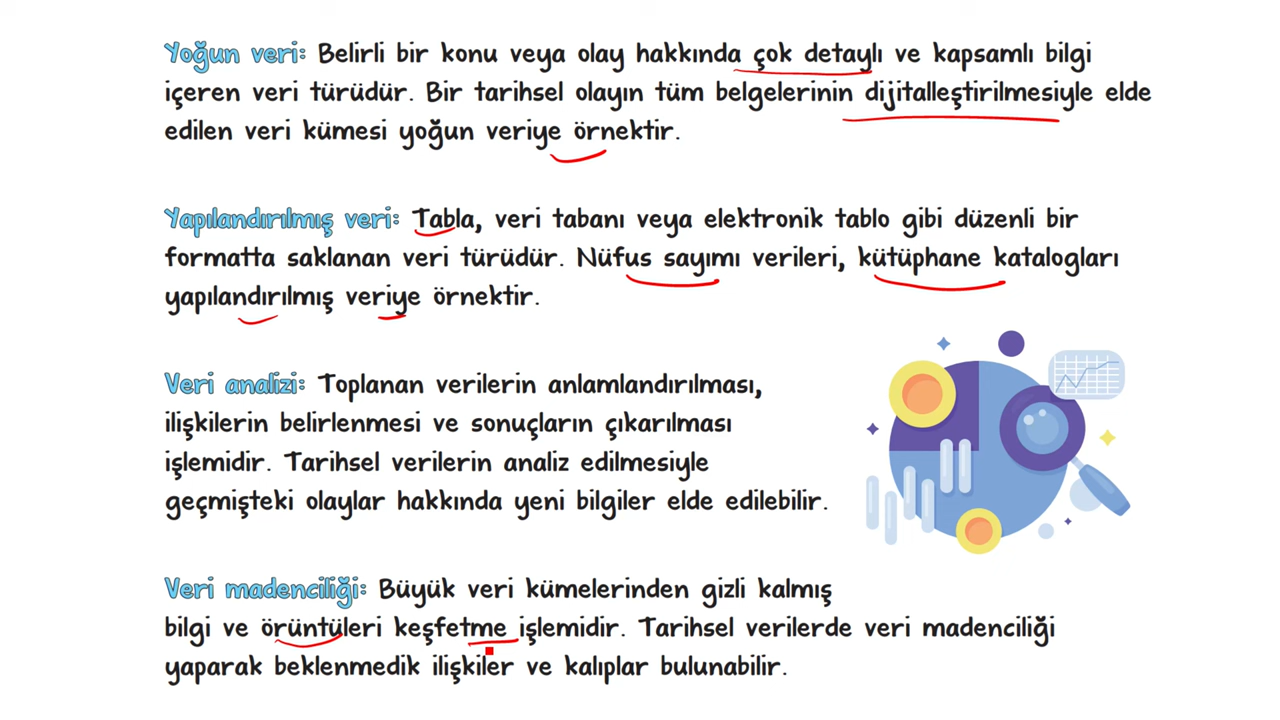 Yoğun veri: Belirli bir konu veya olay hakkında çok detaylı ve kapsamlı bilgi
içeren veri türüdür. Bir tarihsel olayın tüm belgelerinin dijitalleştirilmesiyle elde
edilen veri kümesi yoğun veriye örnektir.
Yapılandırılmış veri: Tabla, veri tabanı veya elektronik tablo gibi düzenli bir
formatta saklanan veri türüdür. Nüfus sayımı verileri, kütüphane katalogları
yapılandırılmış veriye örnektir.
Veri analizi: Toplanan verilerin anlamlandırılması,
ilişkilerin belirlenmesi ve sonuçların çıkarılması
işlemidir. Tarihsel verilerin analiz edilmesiyle
geçmişteki olaylar hakkında yeni bilgiler elde edilebilir.
Veri madenciliği: Büyük veri kümelerinden gizli kalmış
bilgi ve örüntüleri keşfetme işlemidir. Tarihsel verilerde veri madenciliği
yaparak beklenmedik ilişkiler ve kalıplar bulunabilir.